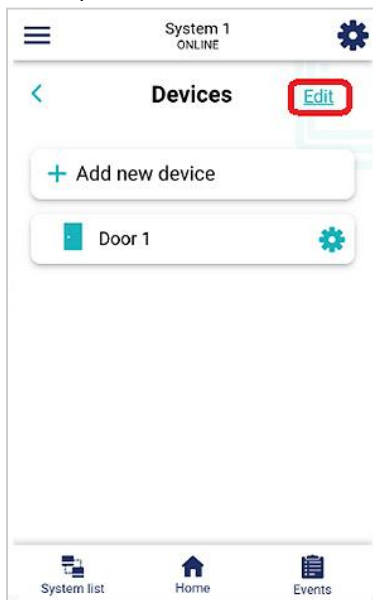 System 1
ONLINE
Devices
Edit
Add new device
Door 1
System list
Home
Events